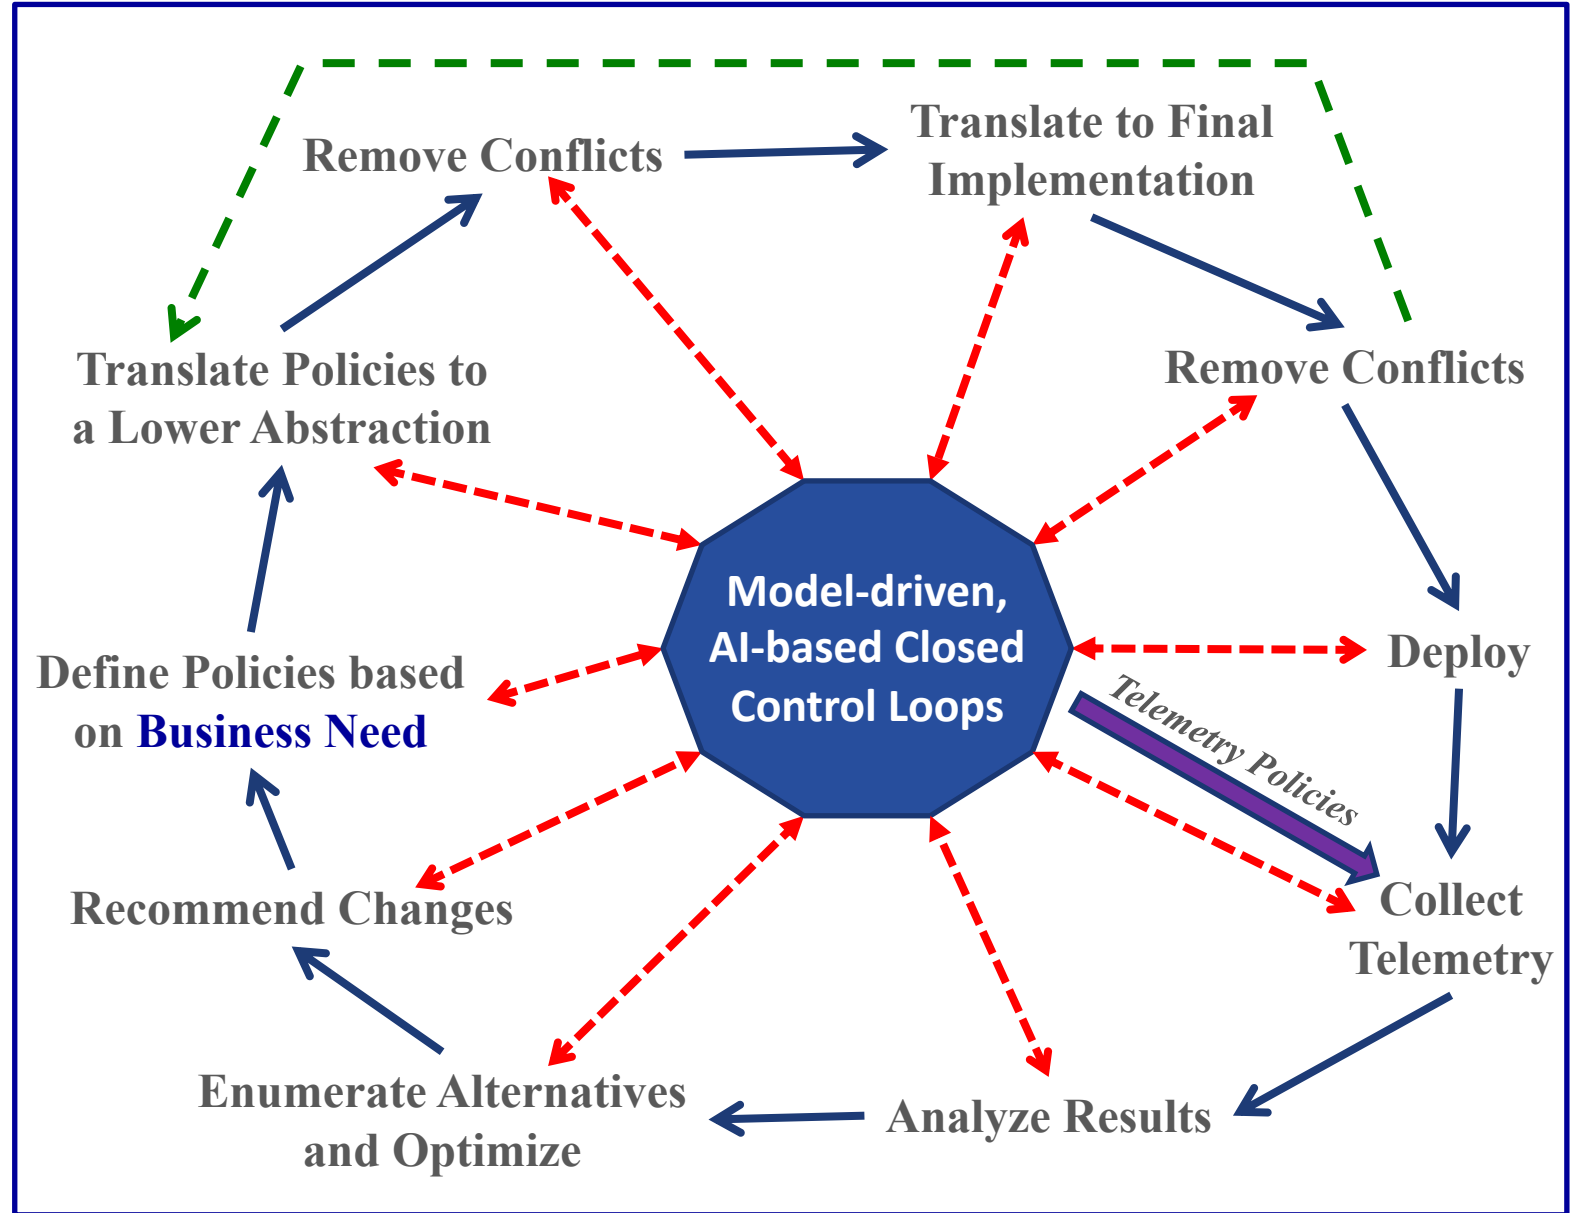 Remove Conflicts
Translate to Final
Implementation
Translate Policies to
a Lower Abstraction
Remove Conflicts
Model-driven,
AI-based Closed
Control Loops
Define Policies based
on Business Need
Deploy
Telemetry Policies
Recommend Changes
Collect
Telemetry
Enumerate Alternatives
and Optimize
Analyze Results